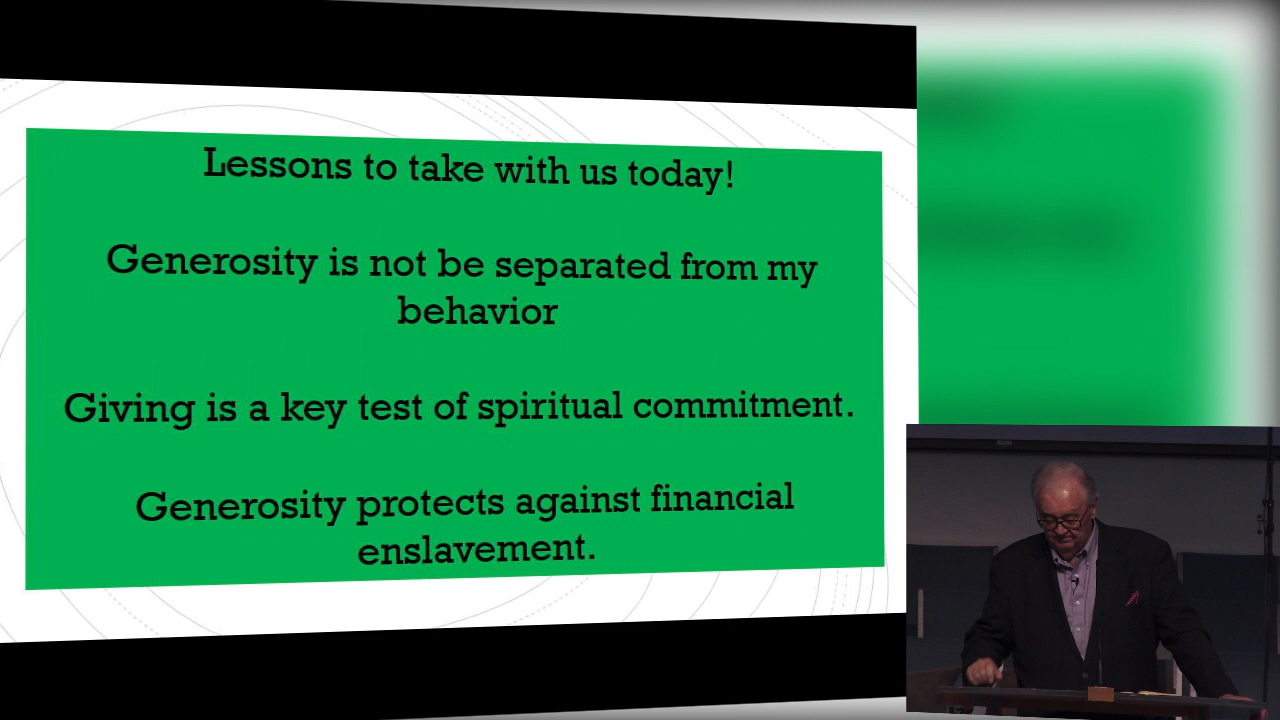 Lessons to take with us today!
Generosity is not be separated from my
behavior
Giving is a key test of spiritual commitment.
Generosity protects against financial
enslavement.